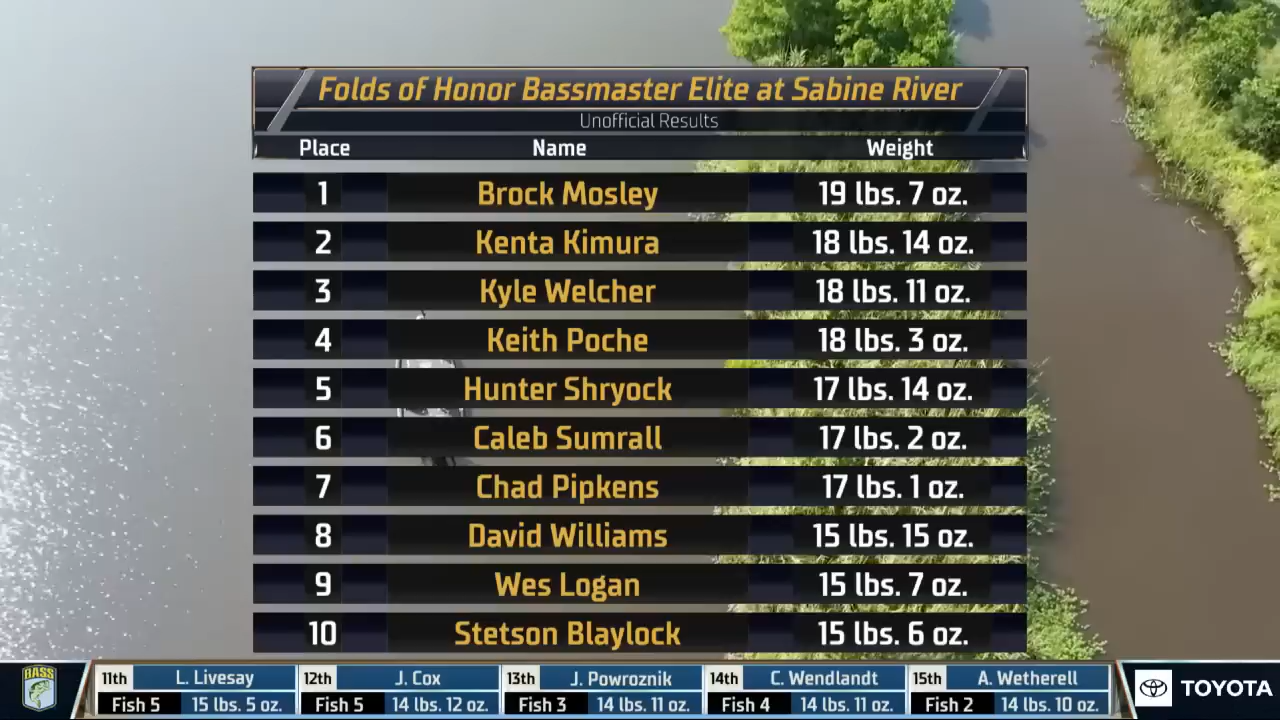 Folds of Honor Bassmaster Elite at Sabine River
Unofficial Results
Place Name Weight
1 Brock Mosley 19 lbs. 7 oz.
2 Kenta Kimura 18 lbs. 14 oz.
3 Kyle Welcher 18 lbs. 11 oz.
4 Keith Poche 18 lbs. 3 oz.
5 Hunter Shryock 17 lbs. 14 oz.
6 Caleb Sumrall 17 lbs. 2 oz.
7 Chad Pipkens 17 lbs. 1 oz.
8 David Williams 15 lbs. 15 oz.
9 Wes Logan 15 lbs. 7 oz.
10 Stetson Blaylock 15 lbs. 6 oz.
BASS
11th L. Livesay 12th J. Cox 13th J. Powroznik 14th C. Wendlandt 15th A. Wetherell
Fish 5 15 lbs. 5 oz. Fish 5 14 lbs. 12 oz. Fish 3 14 lbs. 11 oz. Fish 4 14 lbs. 11 oz. Fish 2 14 lbs. 10 oz.
TOYOTA